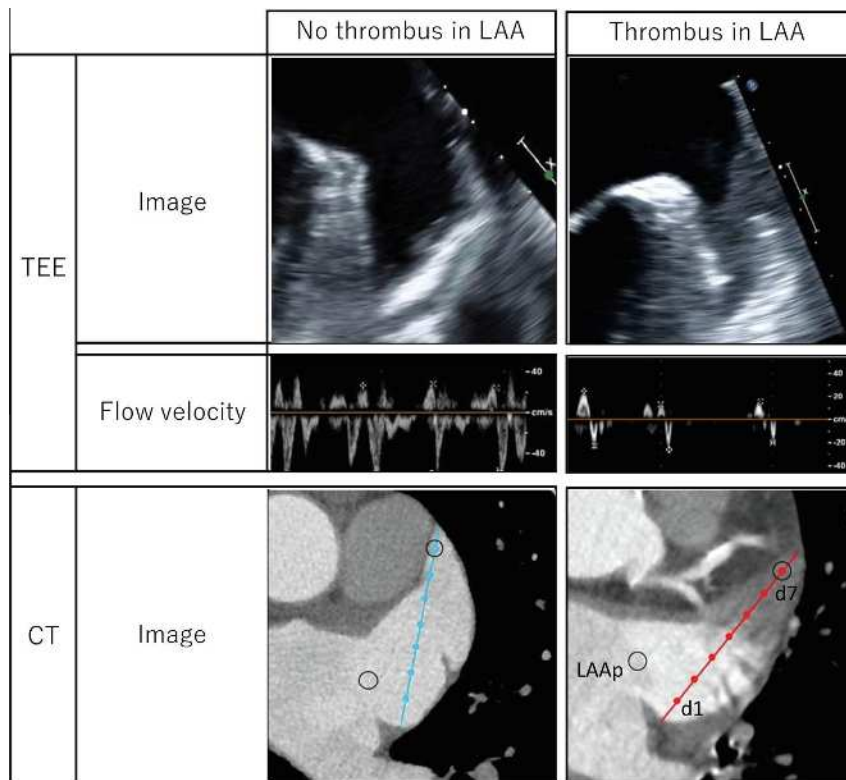 No thrombus in LAA
Thrombus in LAA
TEE
Image
Flow velocity
40
cm/s
-40
40
20
cm
-20
-40
CT
Image
LAAp
d1
d7